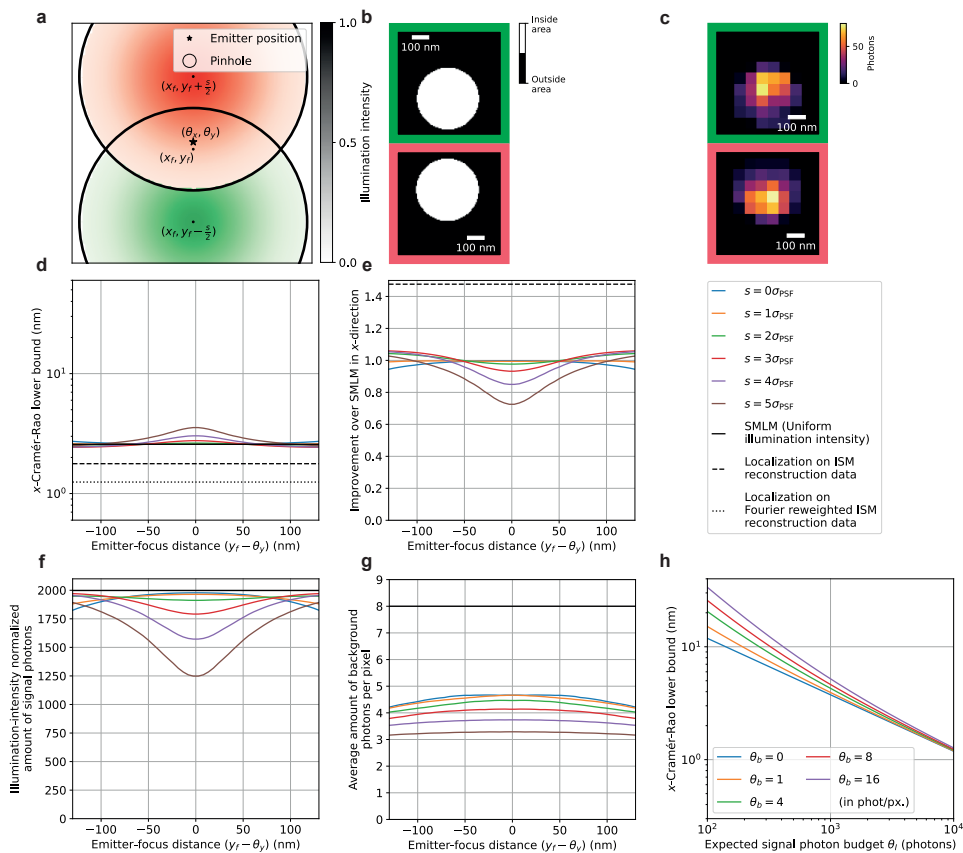 a
Emitter position
Pinhole
(x_f, y_f + s/2)
(θ_x, θ_y)
(x_f, y_f)
(x_f, y_f − s/2)
1.0
0.5
0.0
Illumination intensity
b
100 nm
100 nm
Inside
area
Outside
area
c
100 nm
100 nm
50
0
Photons
d
x-Cramér-Rao lower bound (nm)
10^1
10^0
−100
−50
0
50
100
Emitter-focus distance (y_f − θ_y) (nm)
e
Improvement over SMLM in x-direction
1.4
1.2
1.0
0.8
0.6
0.4
0.2
0.0
−100
−50
0
50
100
Emitter-focus distance (y_f − θ_y) (nm)
s = 0σ_PSF
s = 1σ_PSF
s = 2σ_PSF
s = 3σ_PSF
s = 4σ_PSF
s = 5σ_PSF
SMLM (Uniform
illumination intensity)
Localization on ISM
reconstruction data
Localization on
Fourier reweighted ISM
reconstruction data
f
Illumination-intensity normalized
amount of signal photons
2000
1750
1500
1250
1000
750
500
250
0
−100
−50
0
50
100
Emitter-focus distance (y_f − θ_y) (nm)
g
Average amount of background
photons per pixel
9
8
7
6
5
4
3
2
1
0
−100
−50
0
50
100
Emitter-focus distance (y_f − θ_y) (nm)
h
x-Cramér-Rao lower bound (nm)
10^1
10^0
θ_b = 0
θ_b = 1
θ_b = 4
θ_b = 8
θ_b = 16
(in phot/px.)
10^2
10^3
10^4
Expected signal photon budget θ_I (photons)